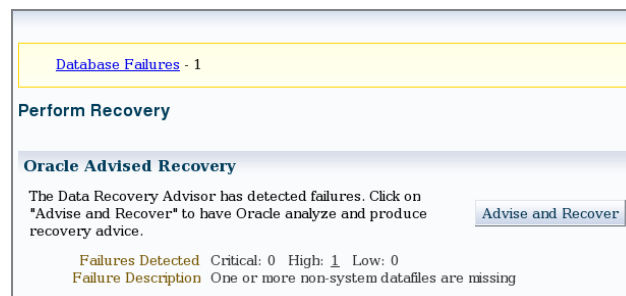 Database Failures - 1
Perform Recovery
Oracle Advised Recovery
The Data Recovery Advisor has detected failures. Click on
"Advise and Recover" to have Oracle analyze and produce
recovery advice.
Advise and Recover
Failures Detected Critical: 0 High: 1 Low: 0
Failure Description One or more non-system datafiles are missing